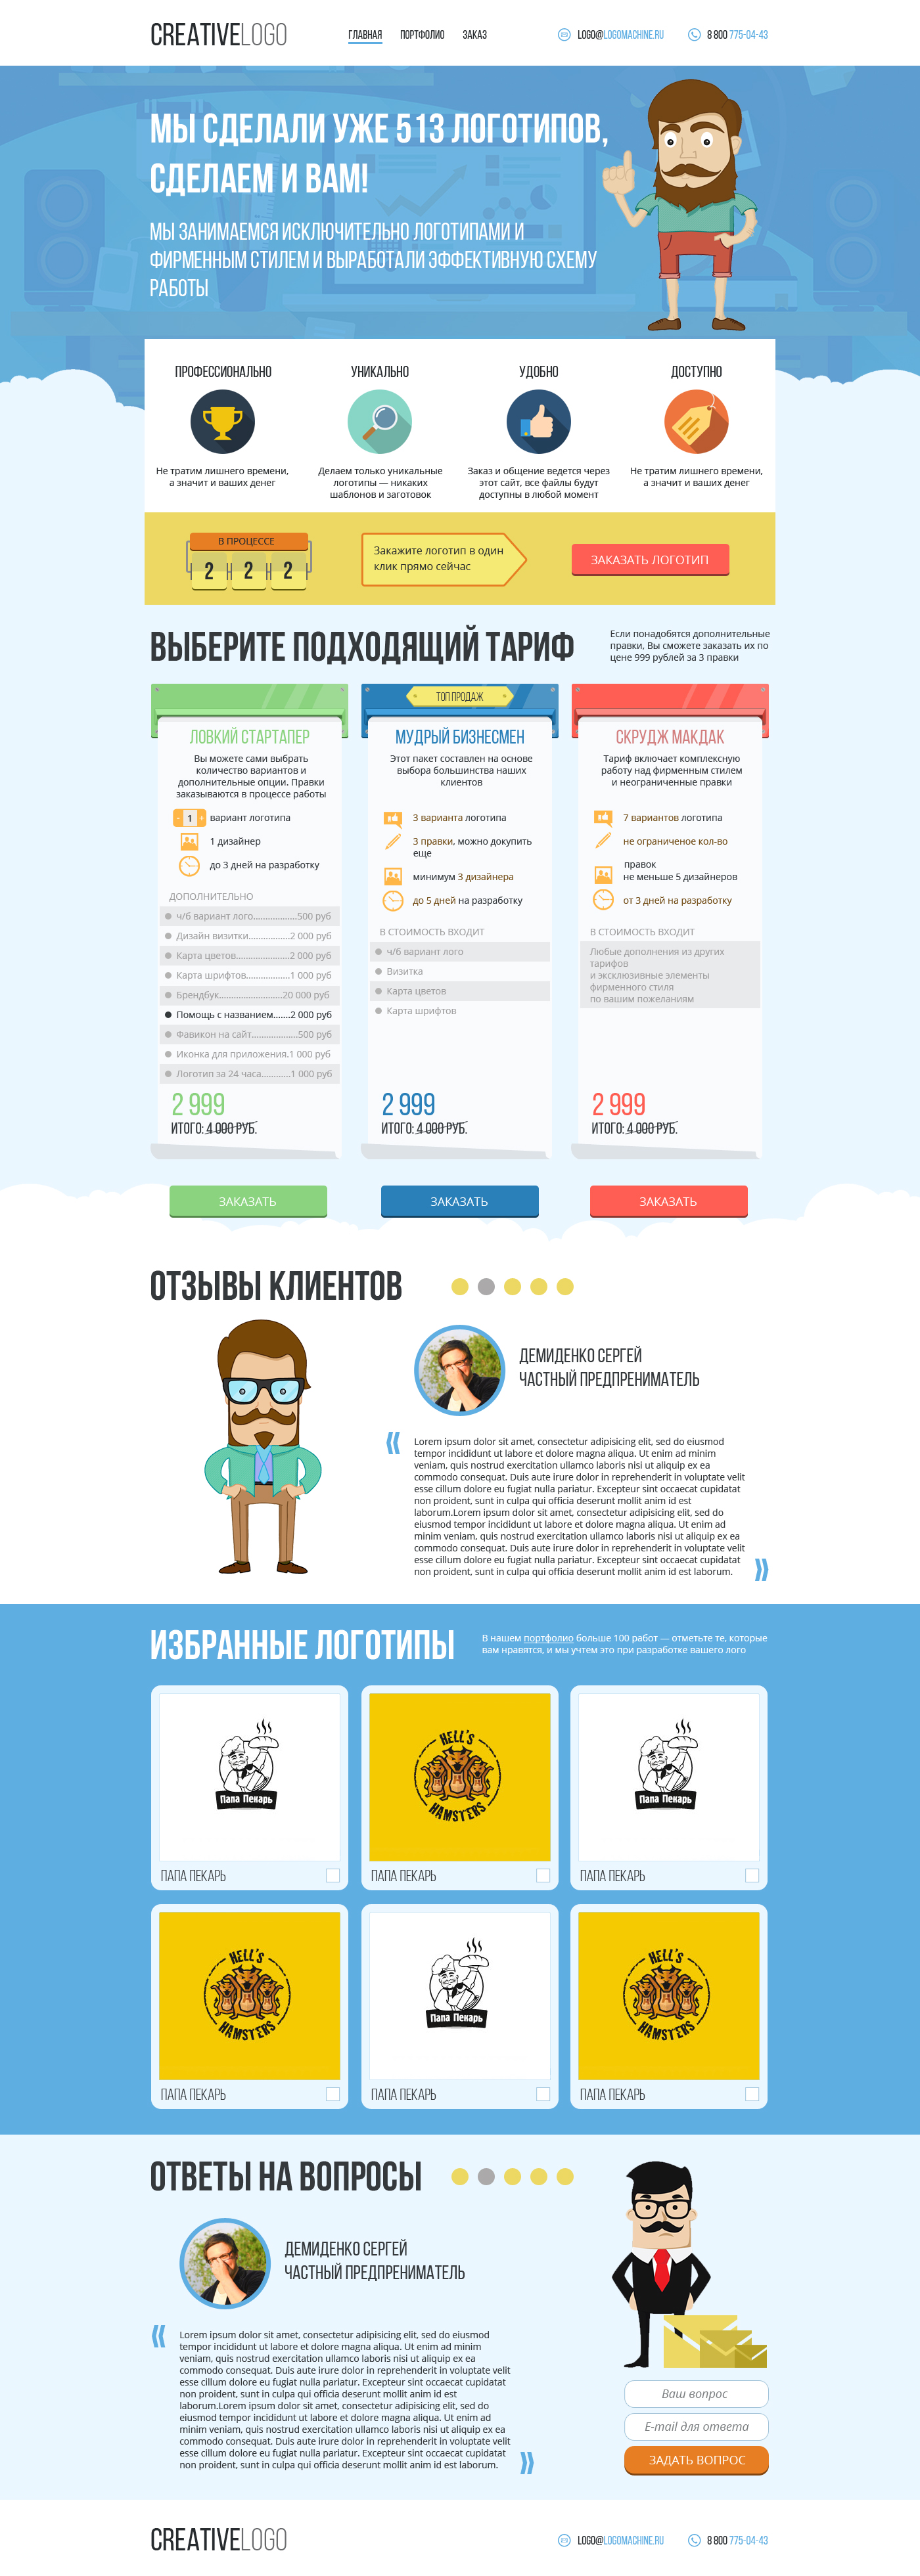 CREATIVELOGO
ГЛАВНАЯ ПОРТФОЛИО ЗАКАЗ
LOGO@LOGOMACHINE.RU
8 800 775-04-43
МЫ СДЕЛАЛИ УЖЕ 513 ЛОГОТИПОВ,
СДЕЛАЕМ И ВАМ!
МЫ ЗАНИМАЕМСЯ ИСКЛЮЧИТЕЛЬНО ЛОГОТИПАМИ И
ФИРМЕННЫМ СТИЛЕМ И ВЫРАБОТАЛИ ЭФФЕКТИВНУЮ СХЕМУ
РАБОТЫ
ПРОФЕССИОНАЛЬНО
Не тратим лишнего времени,
а значит и ваших денег
УНИКАЛЬНО
Делаем только уникальные
логотипы — никаких
шаблонов и заготовок
УДОБНО
Заказ и общение ведется через
этот сайт, все файлы будут
доступны в любой момент
ДОСТУПНО
Не тратим лишнего времени,
а значит и ваших денег
В ПРОЦЕССЕ
2 2 2
Закажите логотип в один
клик прямо сейчас
ЗАКАЗАТЬ ЛОГОТИП
ВЫБЕРИТЕ ПОДХОДЯЩИЙ ТАРИФ
Если понадобятся дополнительные
правки, Вы сможете заказать их по
цене 999 рублей за 3 правки
ЛОВКИЙ СТАРТАПЕР
Вы можете сами выбрать
количество вариантов и
дополнительные опции. Правки
заказываются в процессе работы
- 1 + вариант логотипа
1 дизайнер
до 3 дней на разработку
ДОПОЛНИТЕЛЬНО
ч/б вариант лого..................500 руб
Дизайн визитки.................2 000 руб
Карта цветов......................2 000 руб
Карта шрифтов..................1 000 руб
Брендбук..........................20 000 руб
Помощь с названием.......2 000 руб
Фавикон на сайт...................500 руб
Иконка для приложения.1 000 руб
Логотип за 24 часа............1 000 руб
2 999
ИТОГО: 4 000 РУБ.
ЗАКАЗАТЬ
ТОП ПРОДАЖ
МУДРЫЙ БИЗНЕСМЕН
Этот пакет составлен на основе
выбора большинства наших
клиентов
3 варианта логотипа
3 правки, можно докупить
еще
минимум 3 дизайнера
до 5 дней на разработку
В СТОИМОСТЬ ВХОДИТ
ч/б вариант лого
Визитка
Карта цветов
Карта шрифтов
2 999
ИТОГО: 4 000 РУБ.
ЗАКАЗАТЬ
СКРУДЖ МАКДАК
Тариф включает комплексную
работу над фирменным стилем
и неограниченные правки
7 вариантов логотипа
не ограниченое кол-во
правок
не меньше 5 дизайнеров
от 3 дней на разработку
В СТОИМОСТЬ ВХОДИТ
Любые дополнения из других
тарифов
и эксклюзивные элементы
фирменного стиля
по вашим пожеланиям
2 999
ИТОГО: 4 000 РУБ.
ЗАКАЗАТЬ
ОТЗЫВЫ КЛИЕНТОВ
ДЕМИДЕНКО СЕРГЕЙ
ЧАСТНЫЙ ПРЕДПРЕНИМАТЕЛЬ
« Lorem ipsum dolor sit amet, consectetur adipisicing elit, sed do eiusmod
tempor incididunt ut labore et dolore magna aliqua. Ut enim ad minim
veniam, quis nostrud exercitation ullamco laboris nisi ut aliquip ex ea
commodo consequat. Duis aute irure dolor in reprehenderit in voluptate velit
esse cillum dolore eu fugiat nulla pariatur. Excepteur sint occaecat cupidatat
non proident, sunt in culpa qui officia deserunt mollit anim id est
laborum.Lorem ipsum dolor sit amet, consectetur adipisicing elit, sed do
eiusmod tempor incididunt ut labore et dolore magna aliqua. Ut enim ad
minim veniam, quis nostrud exercitation ullamco laboris nisi ut aliquip ex ea
commodo consequat. Duis aute irure dolor in reprehenderit in voluptate velit
esse cillum dolore eu fugiat nulla pariatur. Excepteur sint occaecat cupidatat
non proident, sunt in culpa qui officia deserunt mollit anim id est laborum. »
ИЗБРАННЫЕ ЛОГОТИПЫ
В нашем портфолио больше 100 работ — отметьте те, которые
вам нравятся, и мы учтем это при разработке вашего лого
Папа Пекарь
ПАПА ПЕКАРЬ
HELL'S
HAMSTERS
ПАПА ПЕКАРЬ
Папа Пекарь
ПАПА ПЕКАРЬ
HELL'S
HAMSTERS
ПАПА ПЕКАРЬ
Папа Пекарь
ПАПА ПЕКАРЬ
HELL'S
HAMSTERS
ПАПА ПЕКАРЬ
ОТВЕТЫ НА ВОПРОСЫ
ДЕМИДЕНКО СЕРГЕЙ
ЧАСТНЫЙ ПРЕДПРЕНИМАТЕЛЬ
« Lorem ipsum dolor sit amet, consectetur adipisicing elit, sed do eiusmod
tempor incididunt ut labore et dolore magna aliqua. Ut enim ad minim
veniam, quis nostrud exercitation ullamco laboris nisi ut aliquip ex ea
commodo consequat. Duis aute irure dolor in reprehenderit in voluptate velit
esse cillum dolore eu fugiat nulla pariatur. Excepteur sint occaecat cupidatat
non proident, sunt in culpa qui officia deserunt mollit anim id est
laborum.Lorem ipsum dolor sit amet, consectetur adipisicing elit, sed do
eiusmod tempor incididunt ut labore et dolore magna aliqua. Ut enim ad
minim veniam, quis nostrud exercitation ullamco laboris nisi ut aliquip ex ea
commodo consequat. Duis aute irure dolor in reprehenderit in voluptate velit
esse cillum dolore eu fugiat nulla pariatur. Excepteur sint occaecat cupidatat
non proident, sunt in culpa qui officia deserunt mollit anim id est laborum. »
Ваш вопрос
E-mail для ответа
ЗАДАТЬ ВОПРОС
CREATIVELOGO
LOGO@LOGOMACHINE.RU
8 800 775-04-43